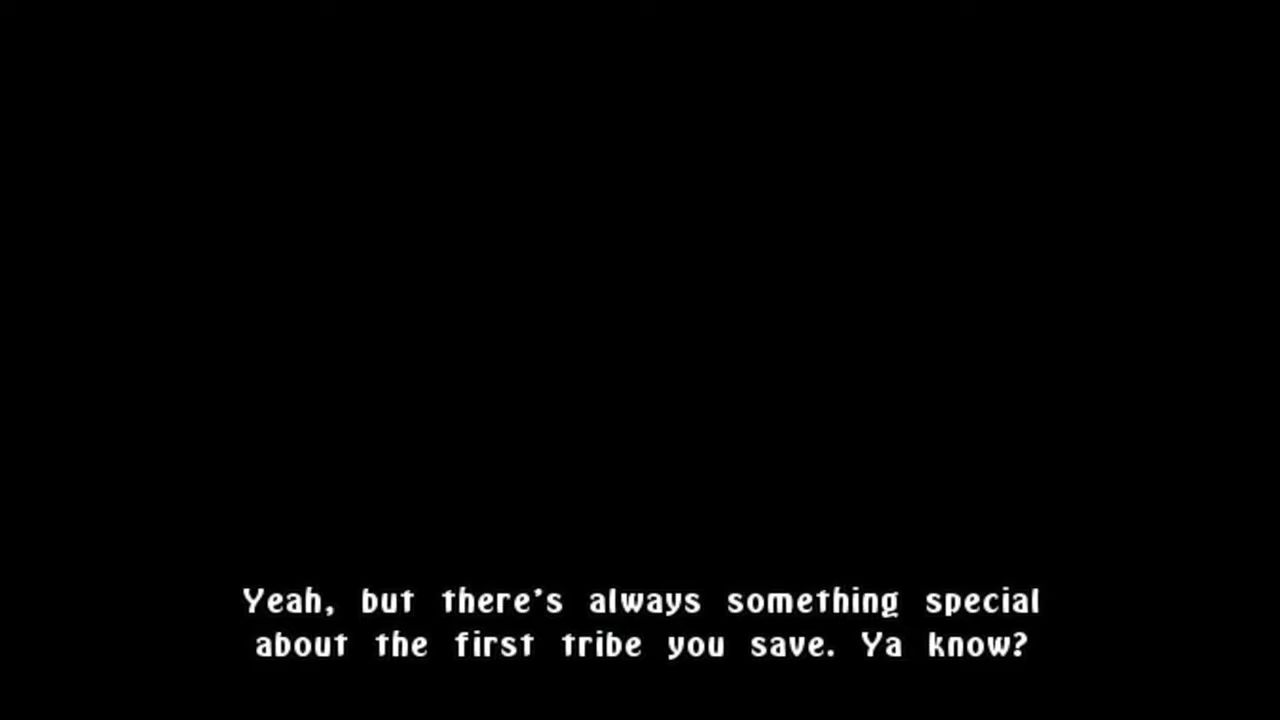 Yeah, but there's always something special
about the first tribe you save. Ya know?